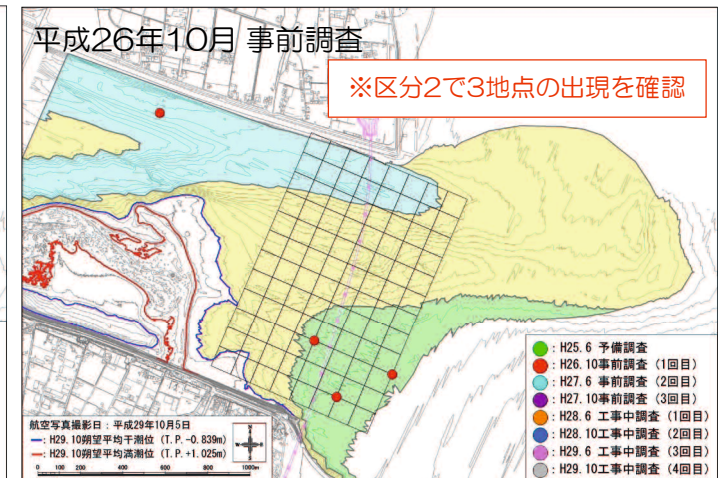 平成26年10月 事前調査
※区分2で3地点の出現を確認
: H25. 6 予備調査
: H26. 10事前調査 (1回目)
: H27. 6 事前調査 (2回目)
: H27. 10事前調査 (3回目)
: H28. 6 工事中調査 (1回目)
: H28. 10工事中調査 (2回目)
: H29. 6 工事中調査 (3回目)
: H29. 10工事中調査 (4回目)
航空写真撮影日：平成29年10月5日
: H29. 10朔望平均干潮位 (T. P. -0.839m)
: H29. 10朔望平均満潮位 (T. P. +1.025m)
0 200 400 600 800 1000m